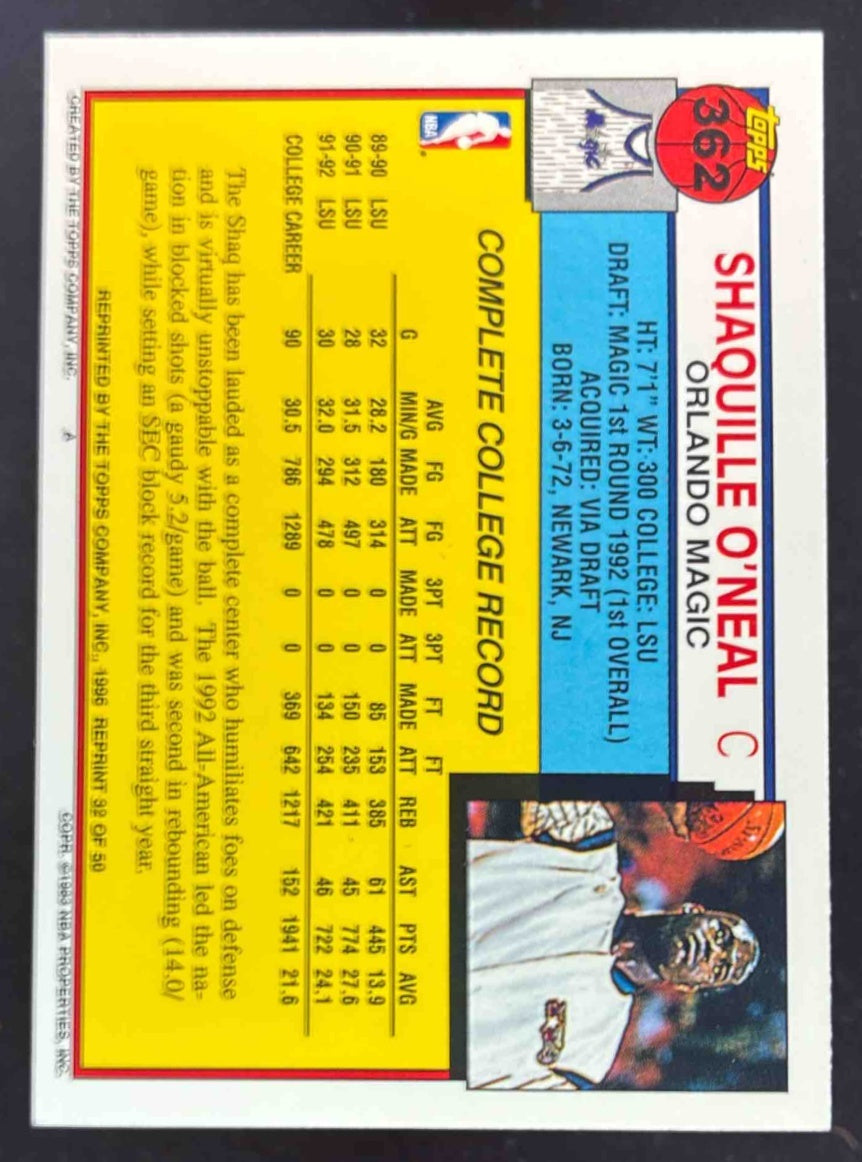 topps
362
SHAQUILLE O'NEAL C
ORLANDO MAGIC
Magic
HT: 7'1" WT: 300 COLLEGE: LSU
DRAFT: MAGIC 1st ROUND 1992 (1st OVERALL)
ACQUIRED: VIA DRAFT
BORN: 3-6-72, NEWARK, NJ
NBA
COMPLETE COLLEGE RECORD
AVG FG FG 3PT 3PT FT FT
G MIN/G MADE ATT MADE ATT MADE ATT REB AST PTS AVG
89-90 LSU 32 28.2 180 314 0 0 85 153 385 61 445 13.9
90-91 LSU 28 31.5 312 497 0 0 150 235 411 45 774 27.6
91-92 LSU 30 32.0 294 478 0 0 134 254 421 46 722 24.1
COLLEGE CAREER 90 30.5 786 1289 0 0 369 642 1217 152 1941 21.6
The Shaq has been lauded as a complete center who humiliates foes on defense
and is virtually unstoppable with the ball. The 1992 All-American led the na-
tion in blocked shots (a gaudy 5.2/game) and was second in rebounding (14.0/
game), while setting an SEC block record for the third straight year.
REPRINTED BY THE TOPPS COMPANY, INC., 1996 REPRINT 32 OF 50
CREATED BY THE TOPPS COMPANY, INC. A COPR. ©1993 NBA PROPERTIES, INC.